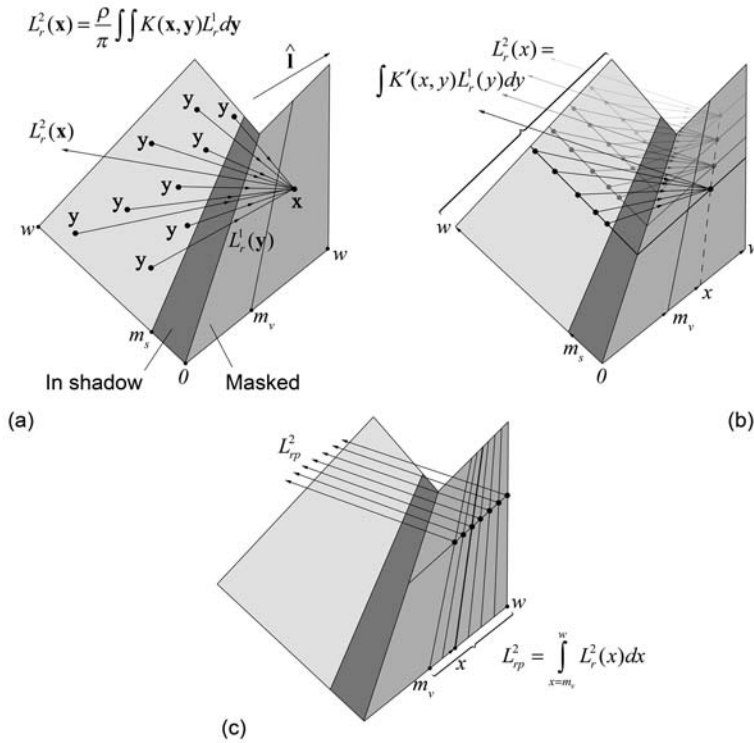 L_r^2(x) = ρ/π ∫∫ K(x, y)L_r^1 dy
l̂
y
y
y
y
y
y
y
y
y
L_r^2(x)
x
w
L_r^1(y)
w
m_s
m_v
0
In shadow
Masked
(a)
L_r^2(x) =
∫ K′(x, y)L_r^1(y)dy
w
x
m_v
m_s
0
(b)
L_rp^2
w
x
m_v
L_rp^2 = ∫_{x=m_v}^{w} L_r^2(x)dx
(c)